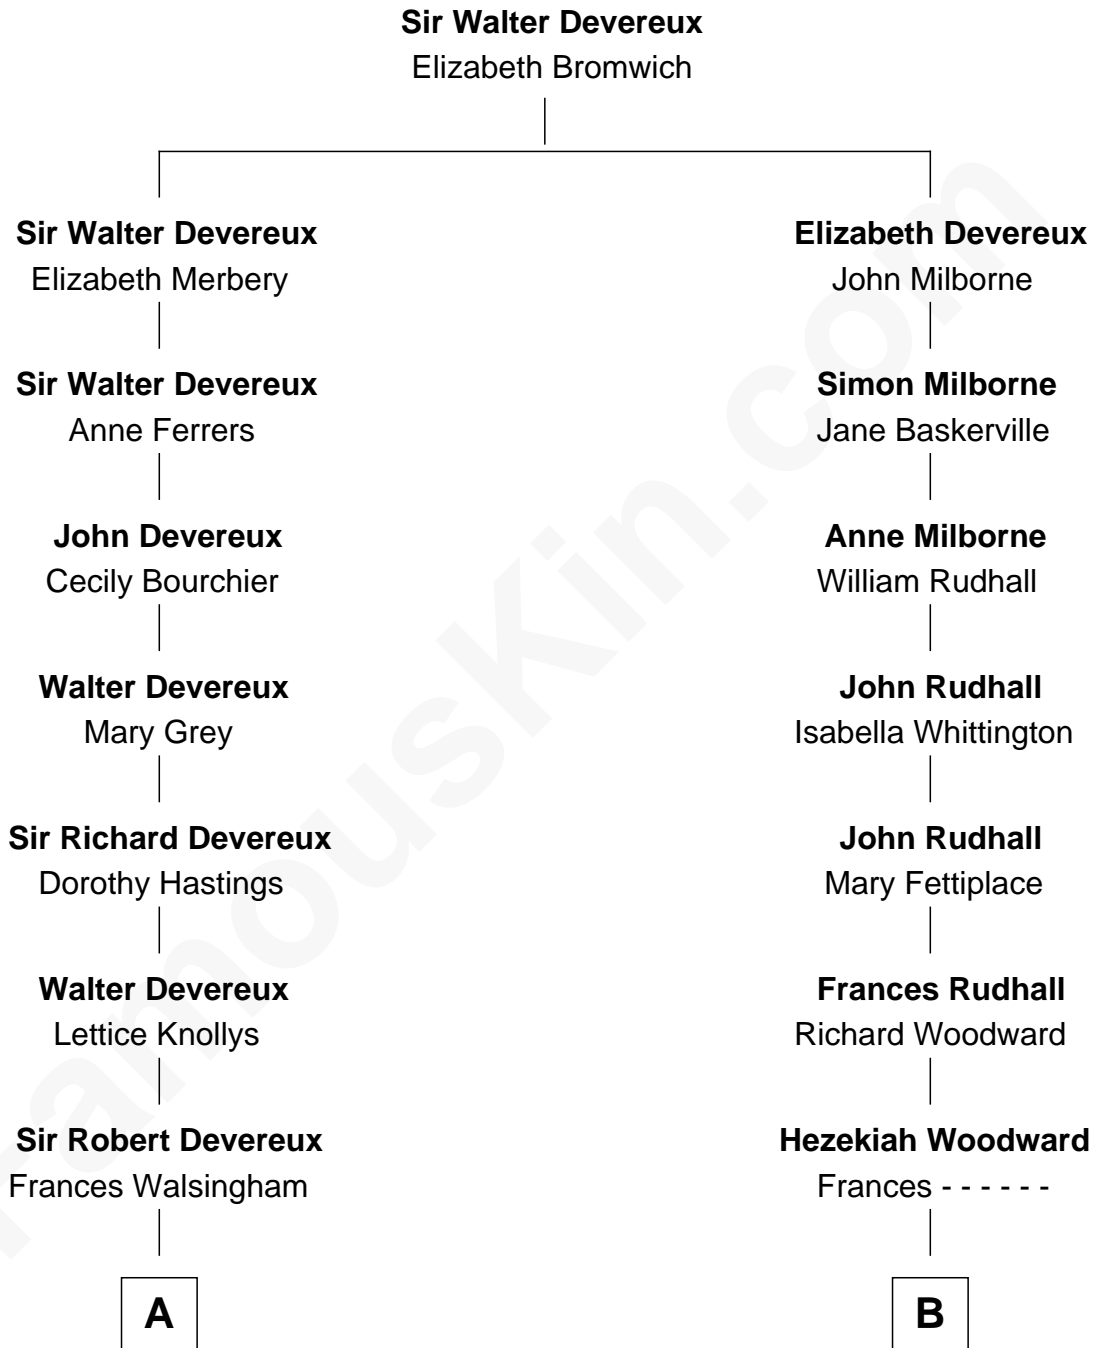 Sir Walter Devereux
Elizabeth Bromwich
Sir Walter Devereux
Elizabeth Merbery
Sir Walter Devereux
Anne Ferrers
John Devereux
Cecily Bourchier
Walter Devereux
Mary Grey
Sir Richard Devereux
Dorothy Hastings
Walter Devereux
Lettice Knollys
Sir Robert Devereux
Frances Walsingham
A
Elizabeth Devereux
John Milborne
Simon Milborne
Jane Baskerville
Anne Milborne
William Rudhall
John Rudhall
Isabella Whittington
John Rudhall
Mary Fettiplace
Frances Rudhall
Richard Woodward
Hezekiah Woodward
Frances - - - - - -
B
FamousKin.com